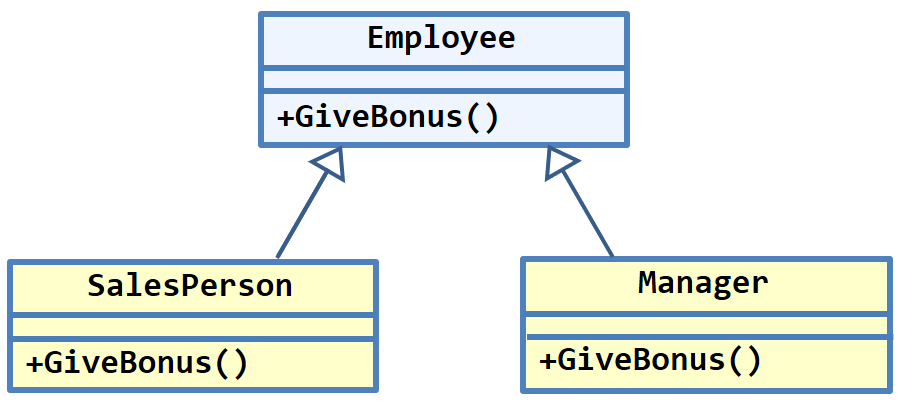 Employee
+GiveBonus()
SalesPerson
+GiveBonus()
Manager
+GiveBonus()